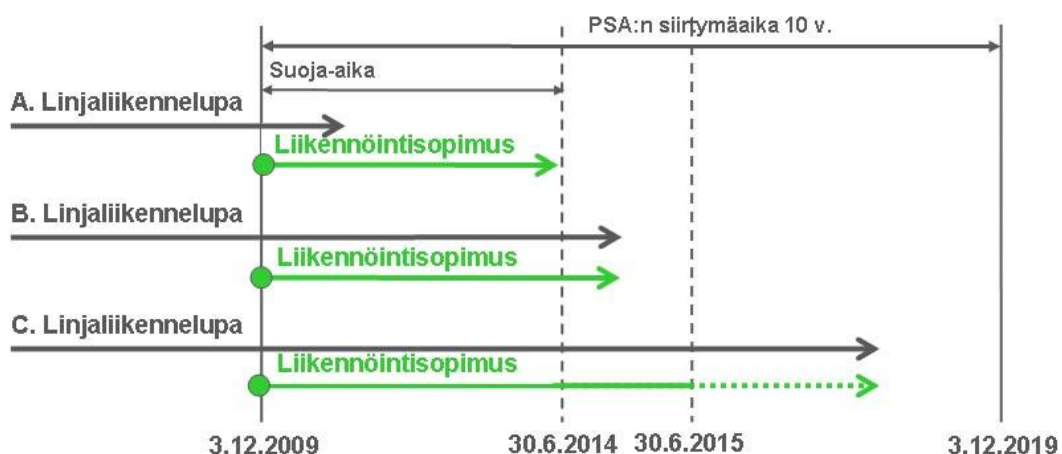 PSA:n siirtymäaika 10 v.
Suoja-aika
A. Linjaliikennelupa
Liikennöintisopimus
B. Linjaliikennelupa
Liikennöintisopimus
C. Linjaliikennelupa
Liikennöintisopimus
3.12.2009 30.6.2014 30.6.2015 3.12.2019